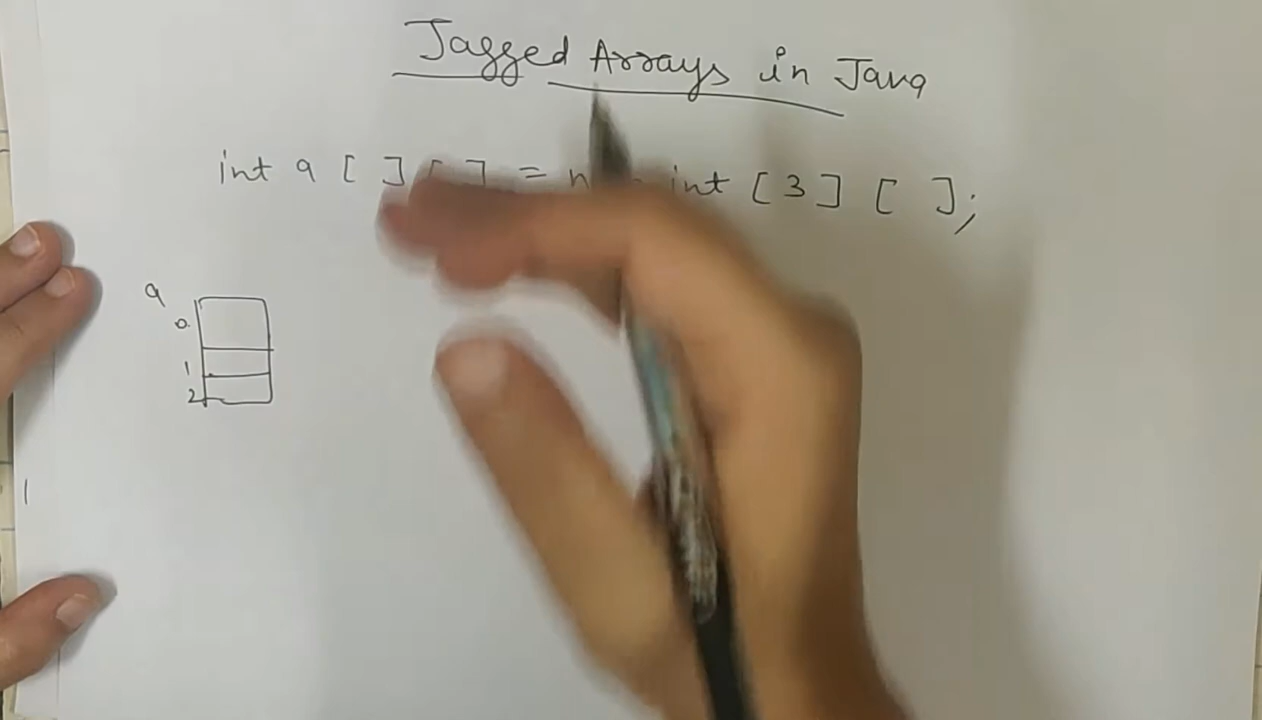 Jagged Arrays in Java
int a [ ] [ ] = int [ 3 ] [ ];
a
0
1
2